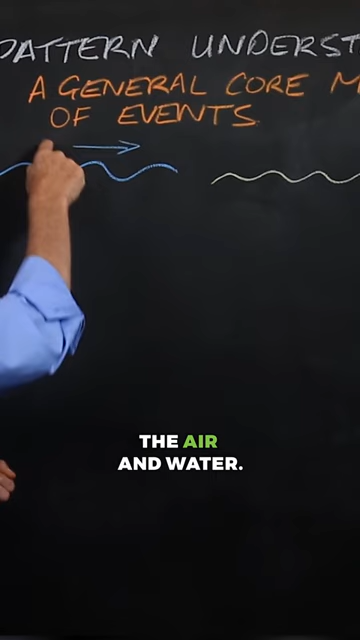 PATTERN UNDERST
A GENERAL CORE M
OF EVENTS
THE AIR
AND WATER.